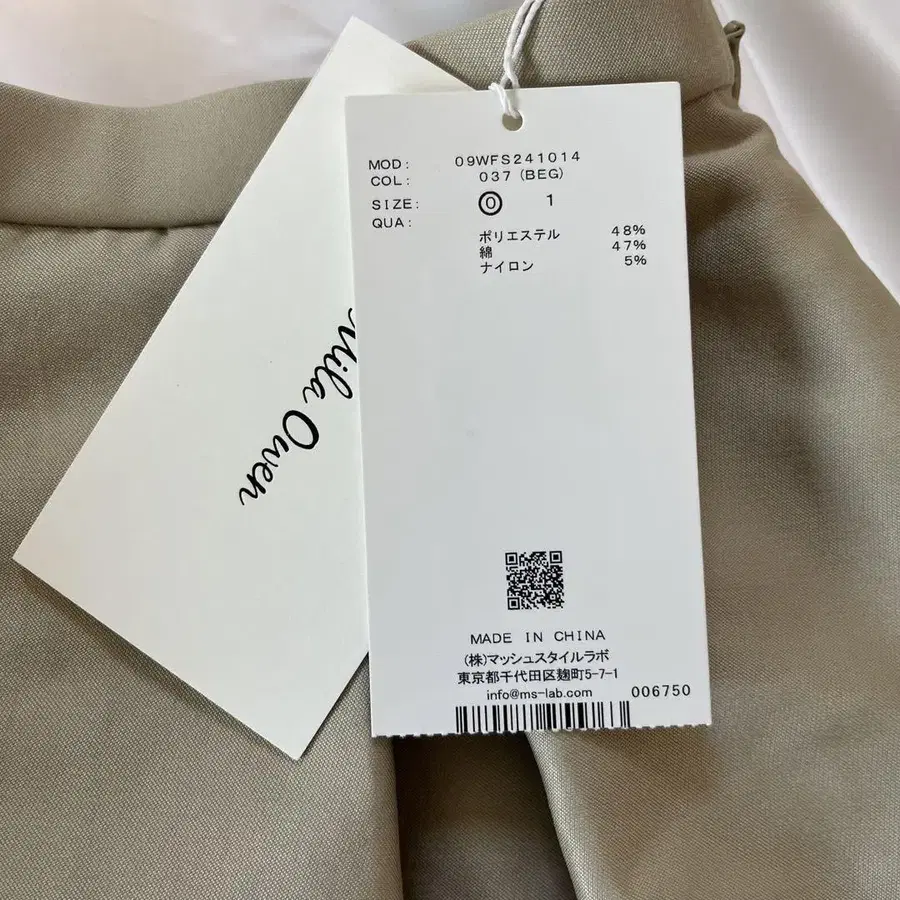 MOD: 09WFS241014
COL: 037 (BEG)
SIZE: 0 1
QUA:
ポリエステル 48%
綿 47%
ナイロン 5%
Mila Owen
MADE IN CHINA
(株)マッシュスタイルラボ
東京都千代田区麹町5-7-1
info@ms-lab.com 006750